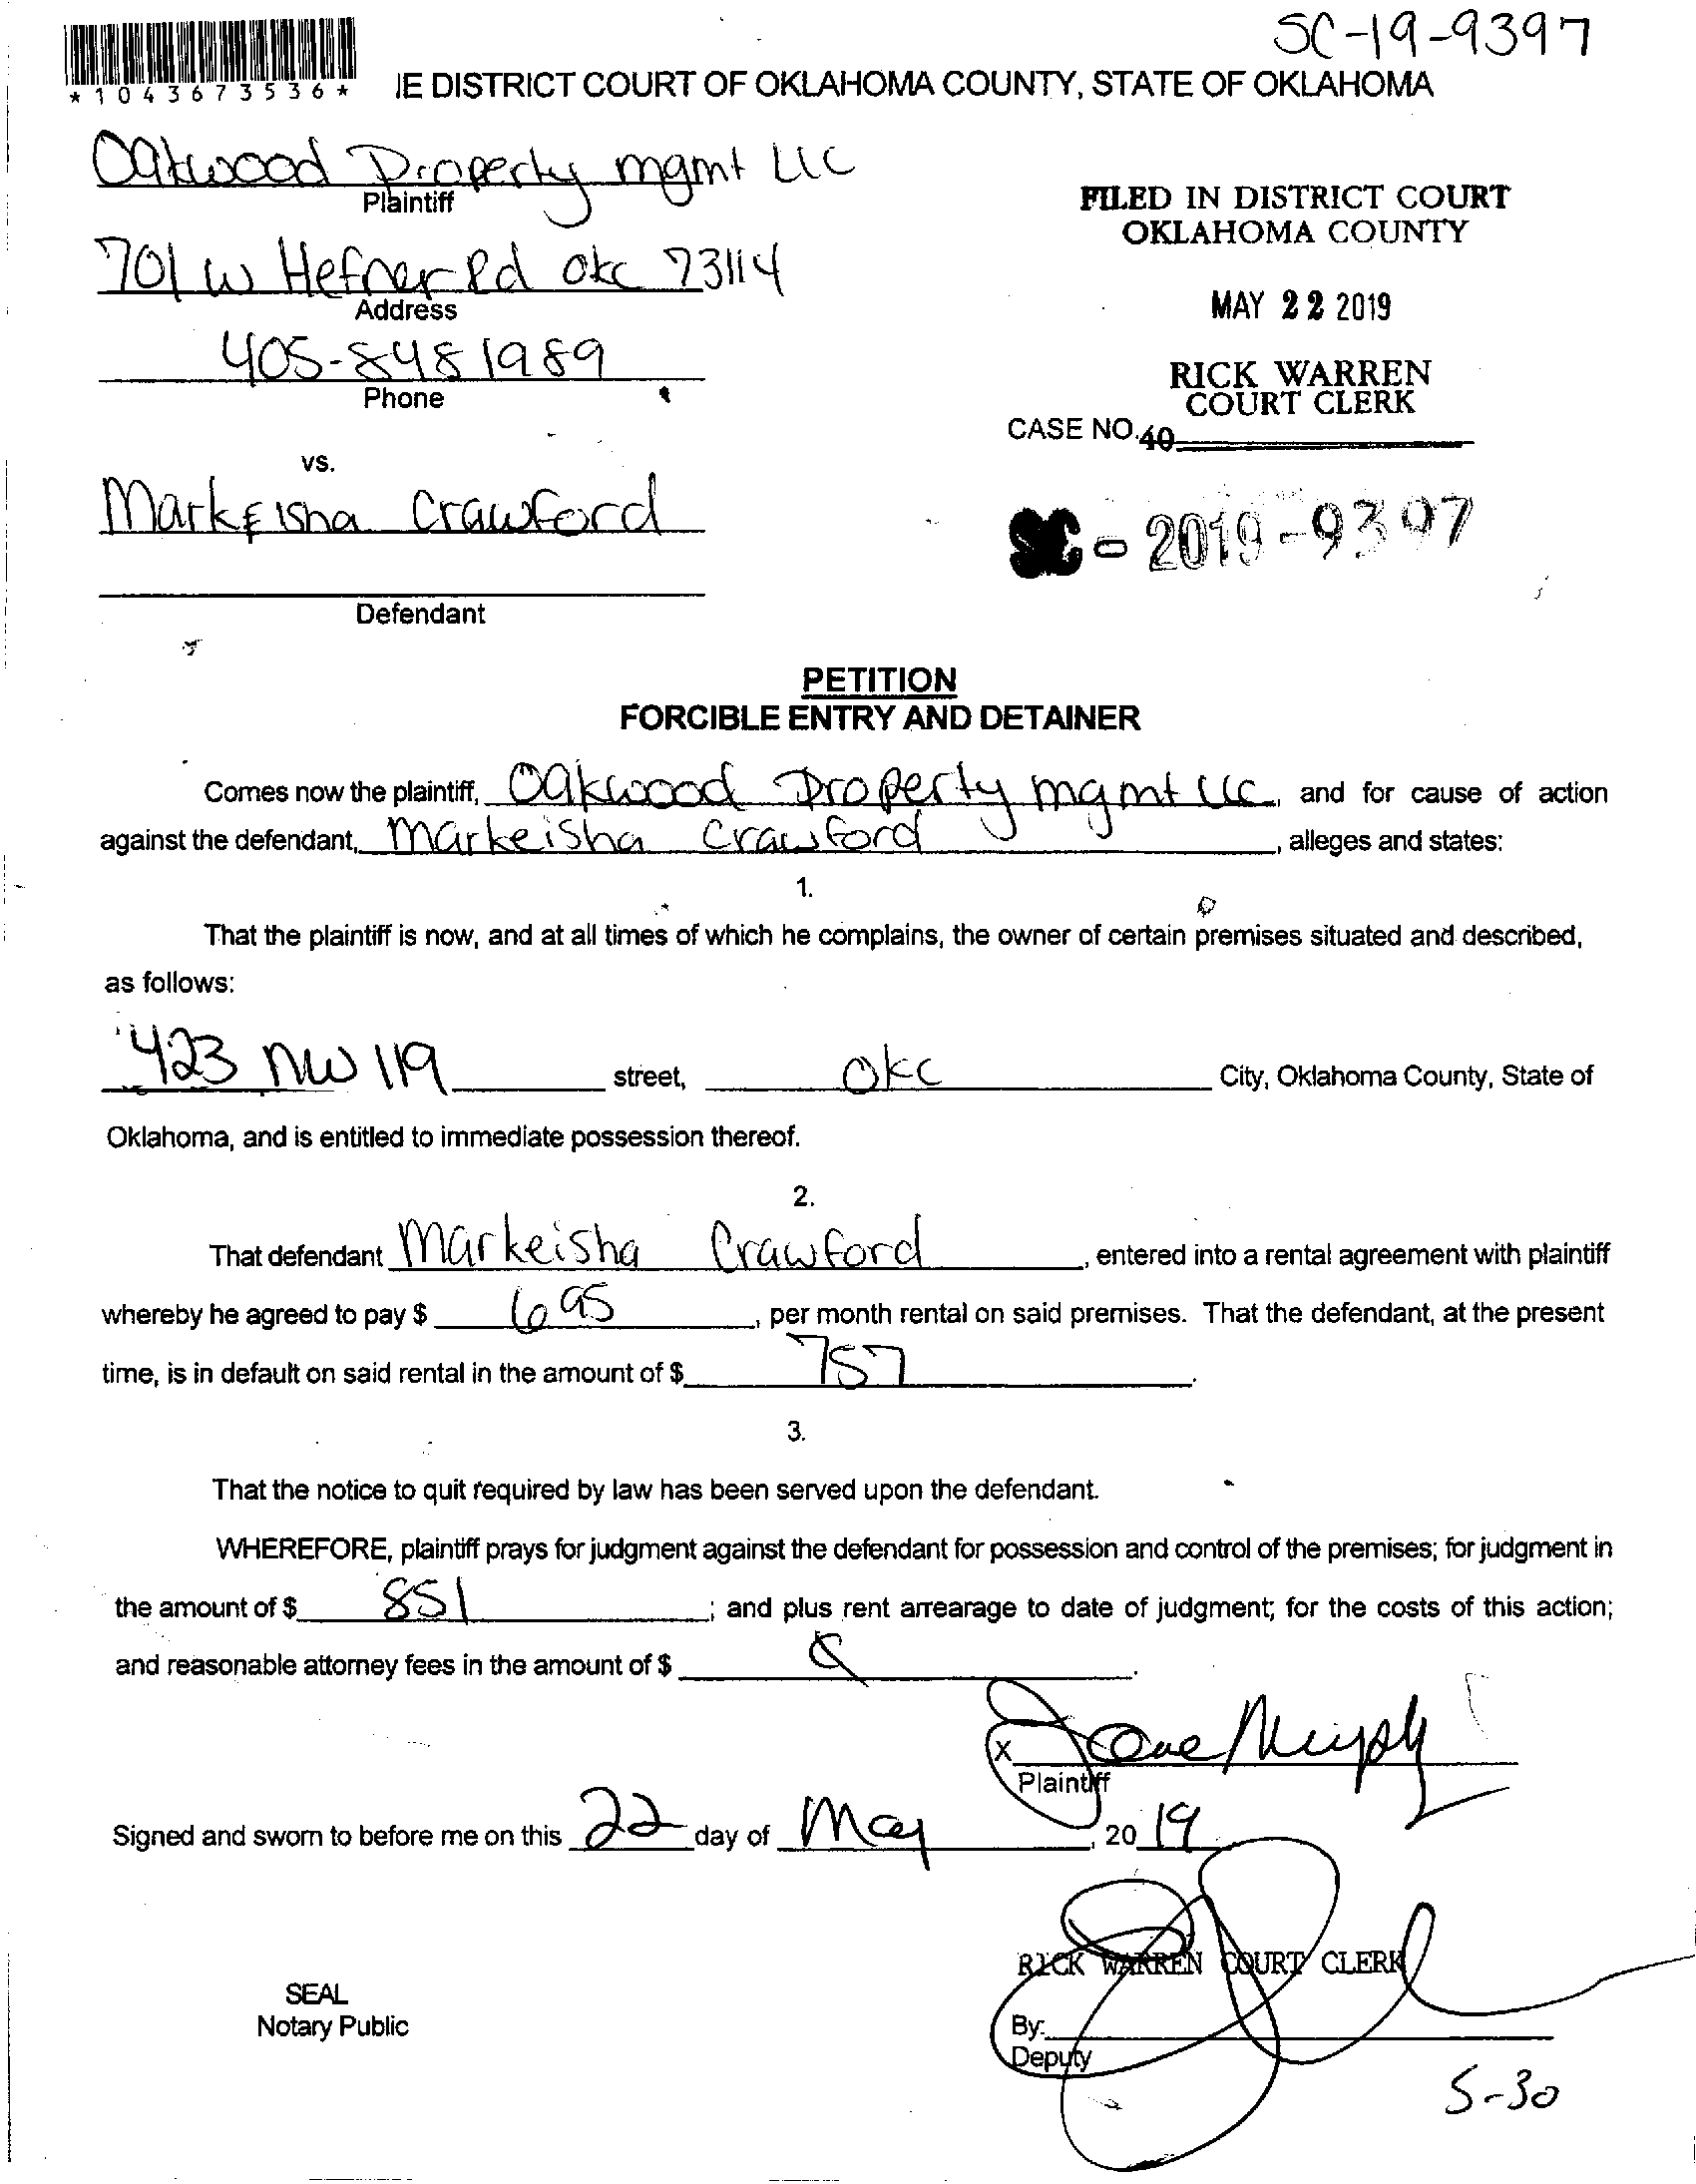 SC-19-9397
*1043673536*
IE DISTRICT COURT OF OKLAHOMA COUNTY, STATE OF OKLAHOMA
Oakwood Property mgmt LLC
Plaintiff
FILED IN DISTRICT COURT
OKLAHOMA COUNTY
701 W Hefner Rd okc 73114
Address
MAY 22 2019
405-848 1989
Phone
RICK WARREN
COURT CLERK
CASE NO. 40
vs.
MarkEisha Crawford
SC - 2019 - 9397
Defendant
PETITION
FORCIBLE ENTRY AND DETAINER
Comes now the plaintiff, Oakwood Property mgmt LLC, and for cause of action
against the defendant, Markeisha Crawford, alleges and states:
1.
That the plaintiff is now, and at all times of which he complains, the owner of certain premises situated and described,
as follows:
423 NW 119 street, OKC City, Oklahoma County, State of
Oklahoma, and is entitled to immediate possession thereof.
2.
That defendant Markeisha Crawford, entered into a rental agreement with plaintiff
whereby he agreed to pay $ 695, per month rental on said premises. That the defendant, at the present
time, is in default on said rental in the amount of $ 757.
3.
That the notice to quit required by law has been served upon the defendant.
WHEREFORE, plaintiff prays for judgment against the defendant for possession and control of the premises; for judgment in
the amount of $ 851; and plus rent arrearage to date of judgment; for the costs of this action;
and reasonable attorney fees in the amount of $
X
Plaintiff
Signed and sworn to before me on this 22 day of May, 20 19
RICK WARREN COURT CLERK
SEAL
Notary Public
By:
Deputy
5-30